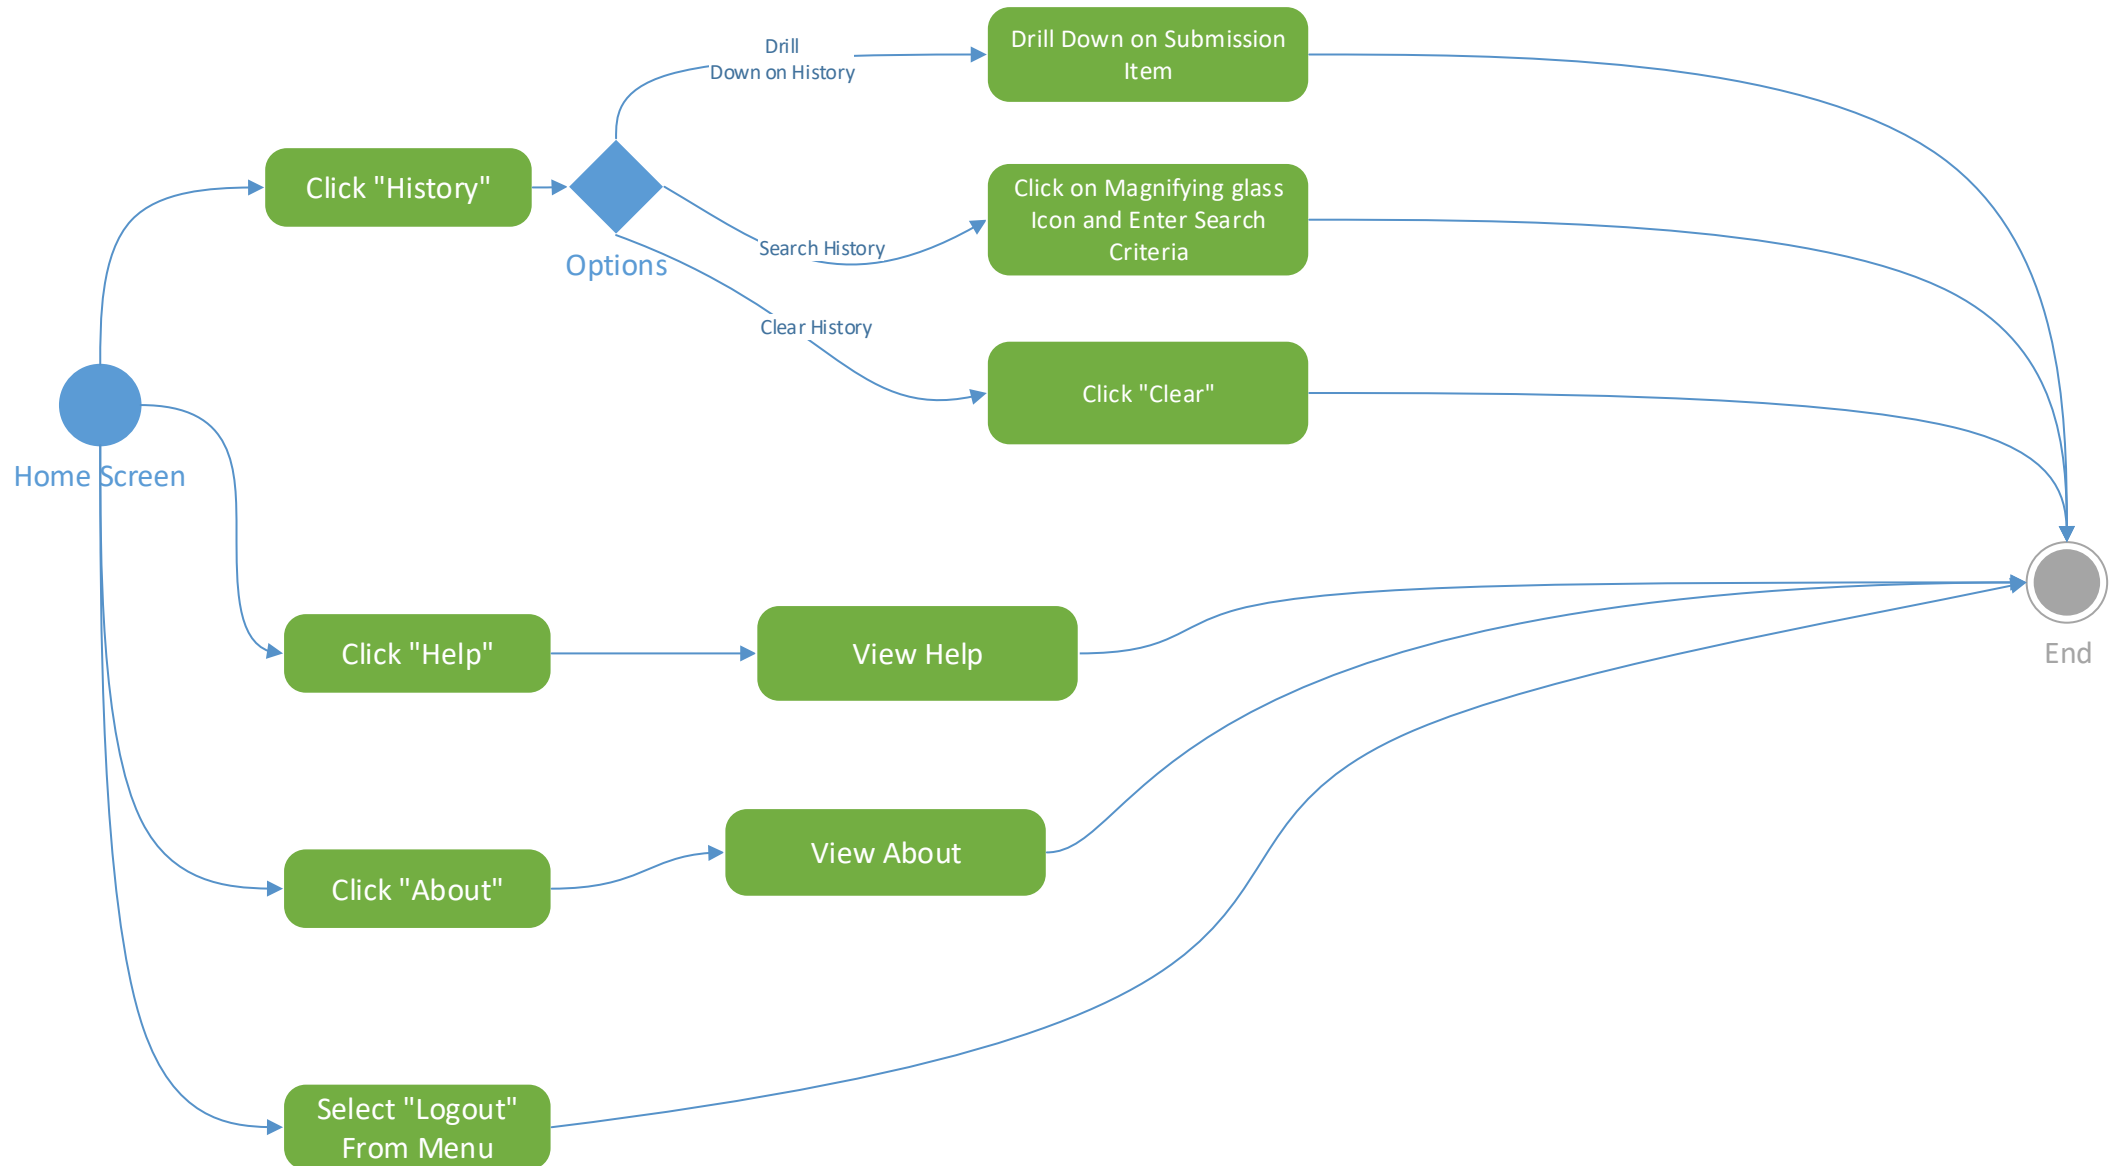 Drill
Down on History
Drill Down on Submission
Item
Click "History"
Options
Click on Magnifying glass
Icon and Enter Search
Criteria
Search History
Clear History
Click "Clear"
Home Screen
Click "Help"
View Help
End
Click "About"
View About
Select "Logout"
From Menu